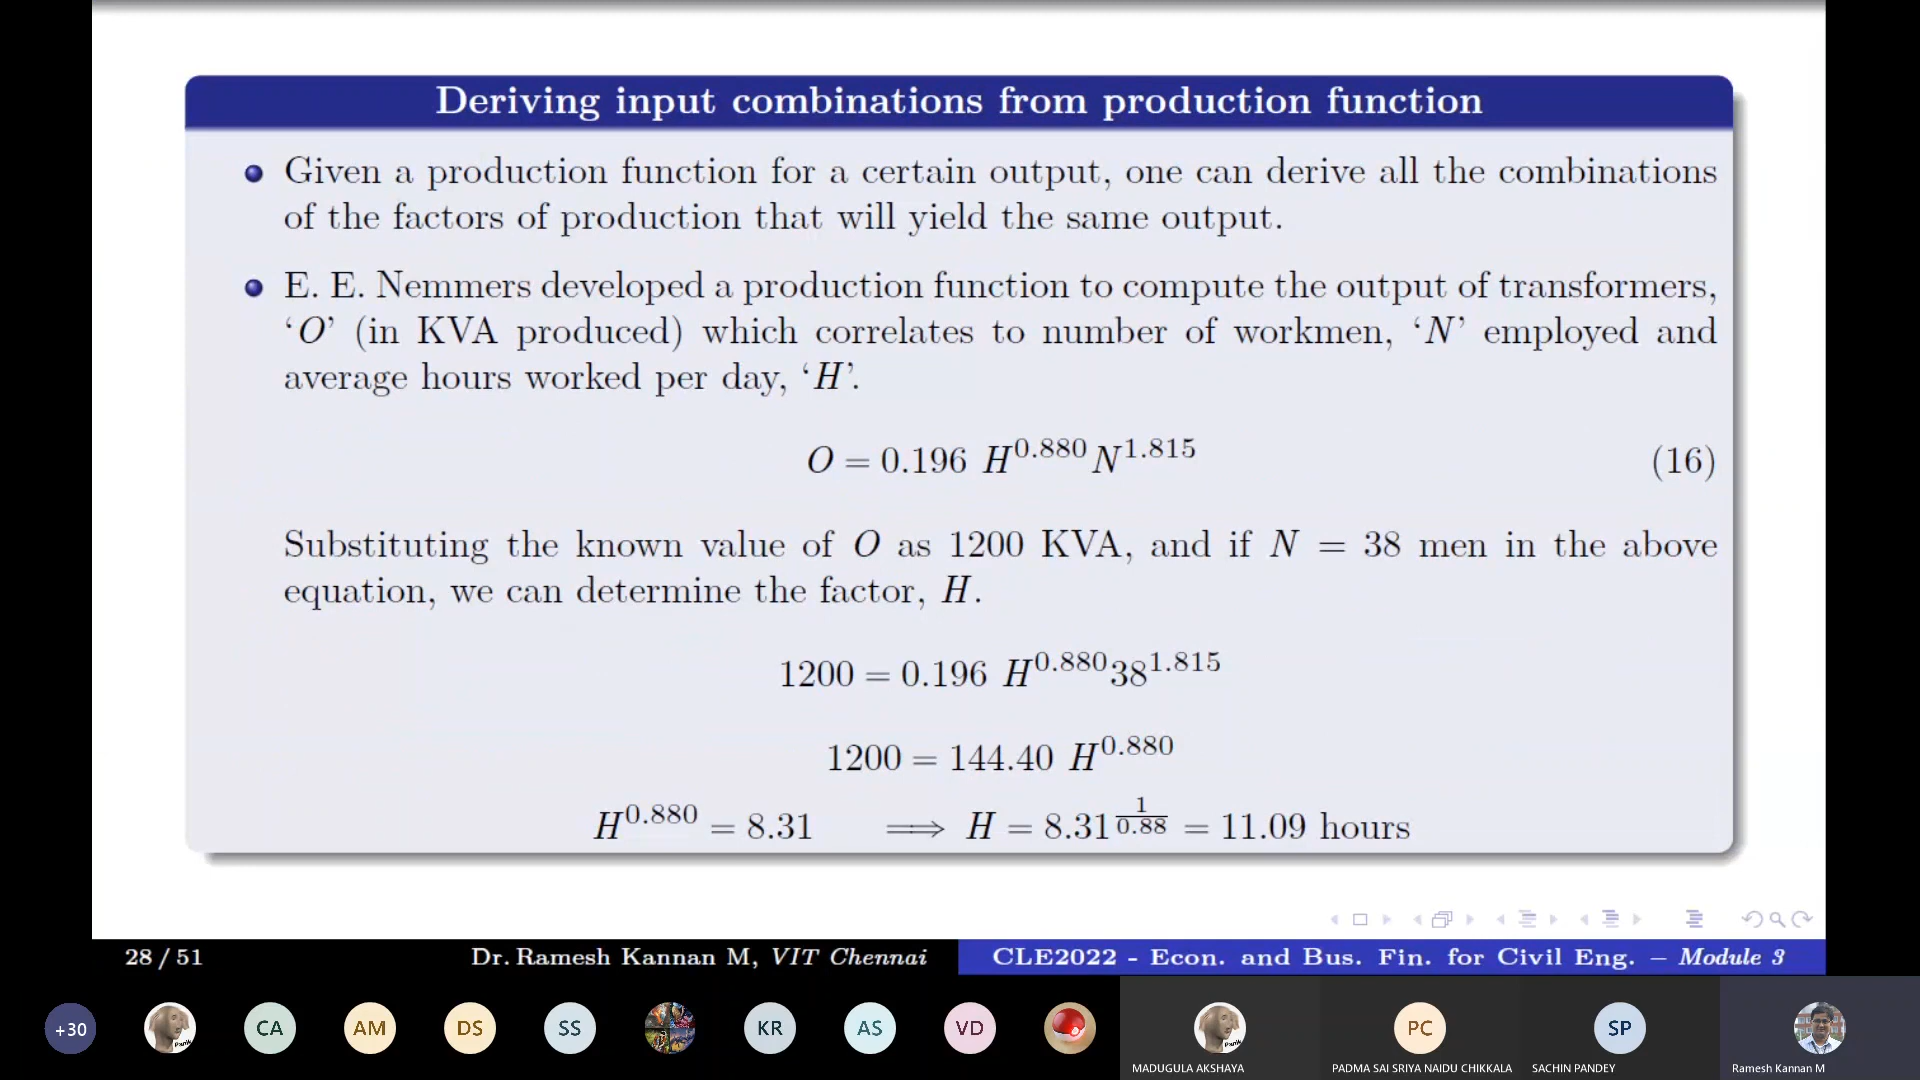 Deriving input combinations from production function
Given a production function for a certain output, one can derive all the combinations
of the factors of production that will yield the same output.
E. E. Nemmers developed a production function to compute the output of transformers,
‘O’ (in KVA produced) which correlates to number of workmen, ‘N’ employed and
average hours worked per day, ‘H’.
O = 0.196 H^0.880 N^1.815 (16)
Substituting the known value of O as 1200 KVA, and if N = 38 men in the above
equation, we can determine the factor, H.
1200 = 0.196 H^0.880 38^1.815
1200 = 144.40 H^0.880
H^0.880 = 8.31 ⟹ H = 8.31^(1/0.88) = 11.09 hours
28 / 51 Dr. Ramesh Kannan M, VIT Chennai CLE2022 - Econ. and Bus. Fin. for Civil Eng. – Module 3
+30 Panik CA AM DS SS KR AS VD Panik PC SP
MADUGULA AKSHAYA PADMA SAI SRIYA NAIDU CHIKKALA SACHIN PANDEY Ramesh Kannan M